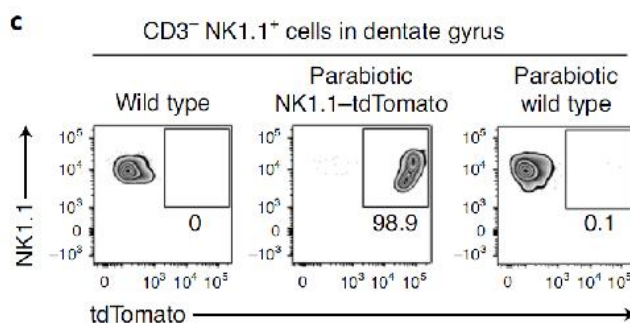 c
CD3⁻ NK1.1⁺ cells in dentate gyrus
Wild type
Parabiotic
NK1.1–tdTomato
Parabiotic
wild type
NK1.1
10⁵
10⁴
10³
0
−10³
0
98.9
0.1
0 10³ 10⁴ 10⁵
0 10³ 10⁴ 10⁵
0 10³ 10⁴ 10⁵
10⁵
10⁴
10³
0
−10³
10⁵
10⁴
10³
0
−10³
tdTomato